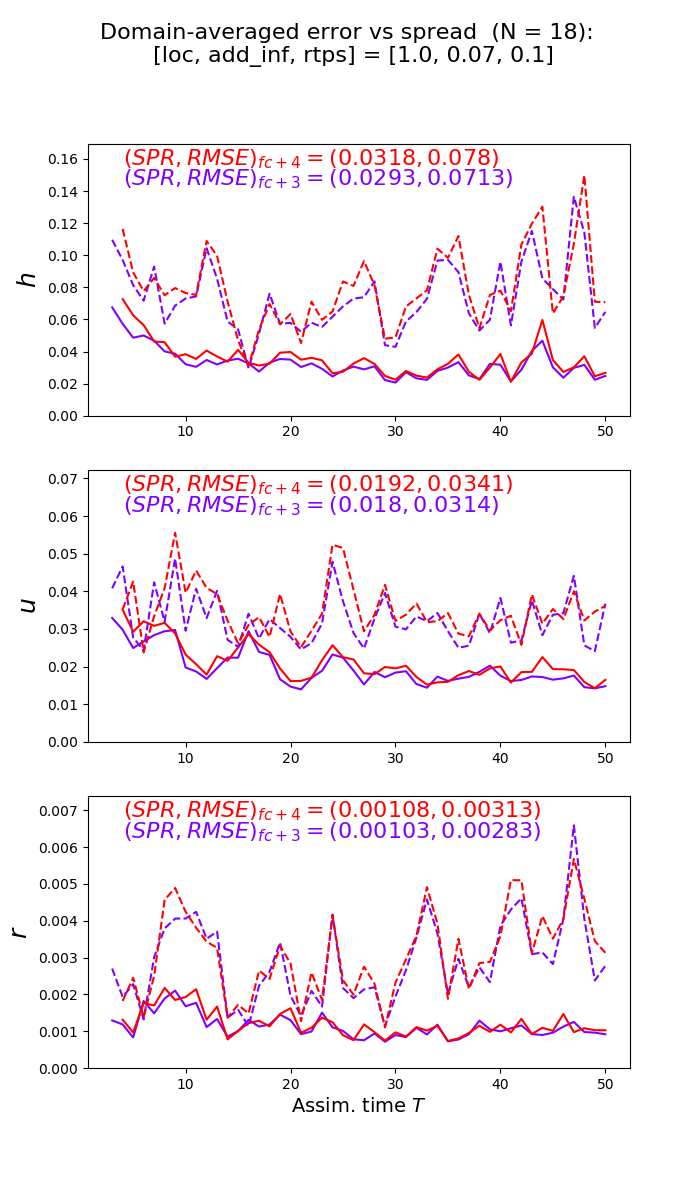 Domain-averaged error vs spread (N = 18):
[loc, add_inf, rtps] = [1.0, 0.07, 0.1]
(SPR, RMSE)fc+4 = (0.0318, 0.078)
(SPR, RMSE)fc+3 = (0.0293, 0.0713)
0.16
0.14
0.12
0.10
0.08
0.06
0.04
0.02
0.00
h
10 20 30 40 50
(SPR, RMSE)fc+4 = (0.0192, 0.0341)
(SPR, RMSE)fc+3 = (0.018, 0.0314)
0.07
0.06
0.05
0.04
0.03
0.02
0.01
0.00
u
10 20 30 40 50
(SPR, RMSE)fc+4 = (0.00108, 0.00313)
(SPR, RMSE)fc+3 = (0.00103, 0.00283)
0.007
0.006
0.005
0.004
0.003
0.002
0.001
0.000
r
10 20 30 40 50
Assim. time T